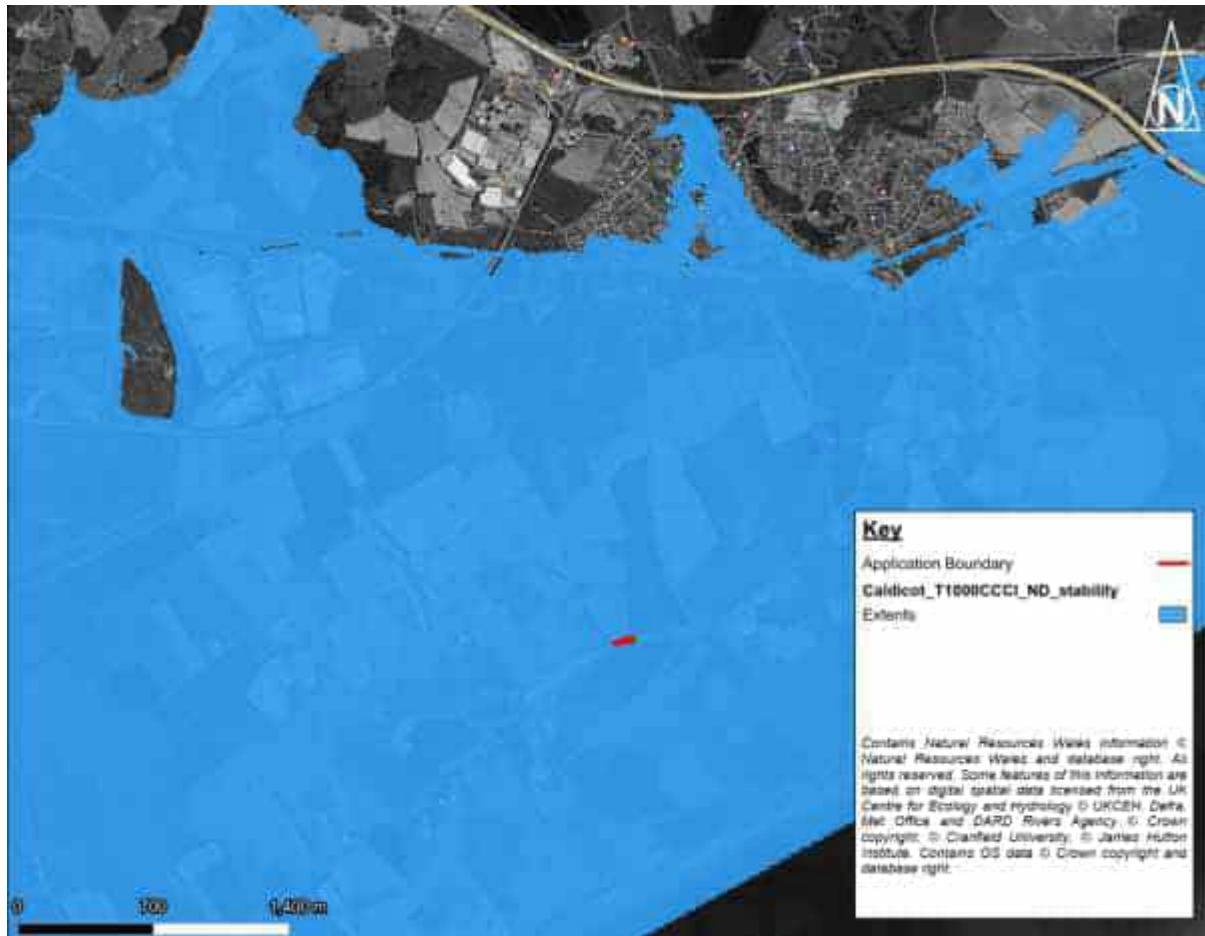 N
Key
Application Boundary
Caldicot_T1000CCCI_ND_stability
Extents
Contains Natural Resources Wales information ©
Natural Resources Wales and database right. All
rights reserved. Some features of this information are
based on digital spatial data licensed from the UK
Centre for Ecology and Hydrology © UKCEH. Defra,
Met Office and DARD Rivers Agency © Crown
copyright. © Cranfield University. © James Hutton
Institute. Contains OS data © Crown copyright and
database right.
0 700 1,400 m